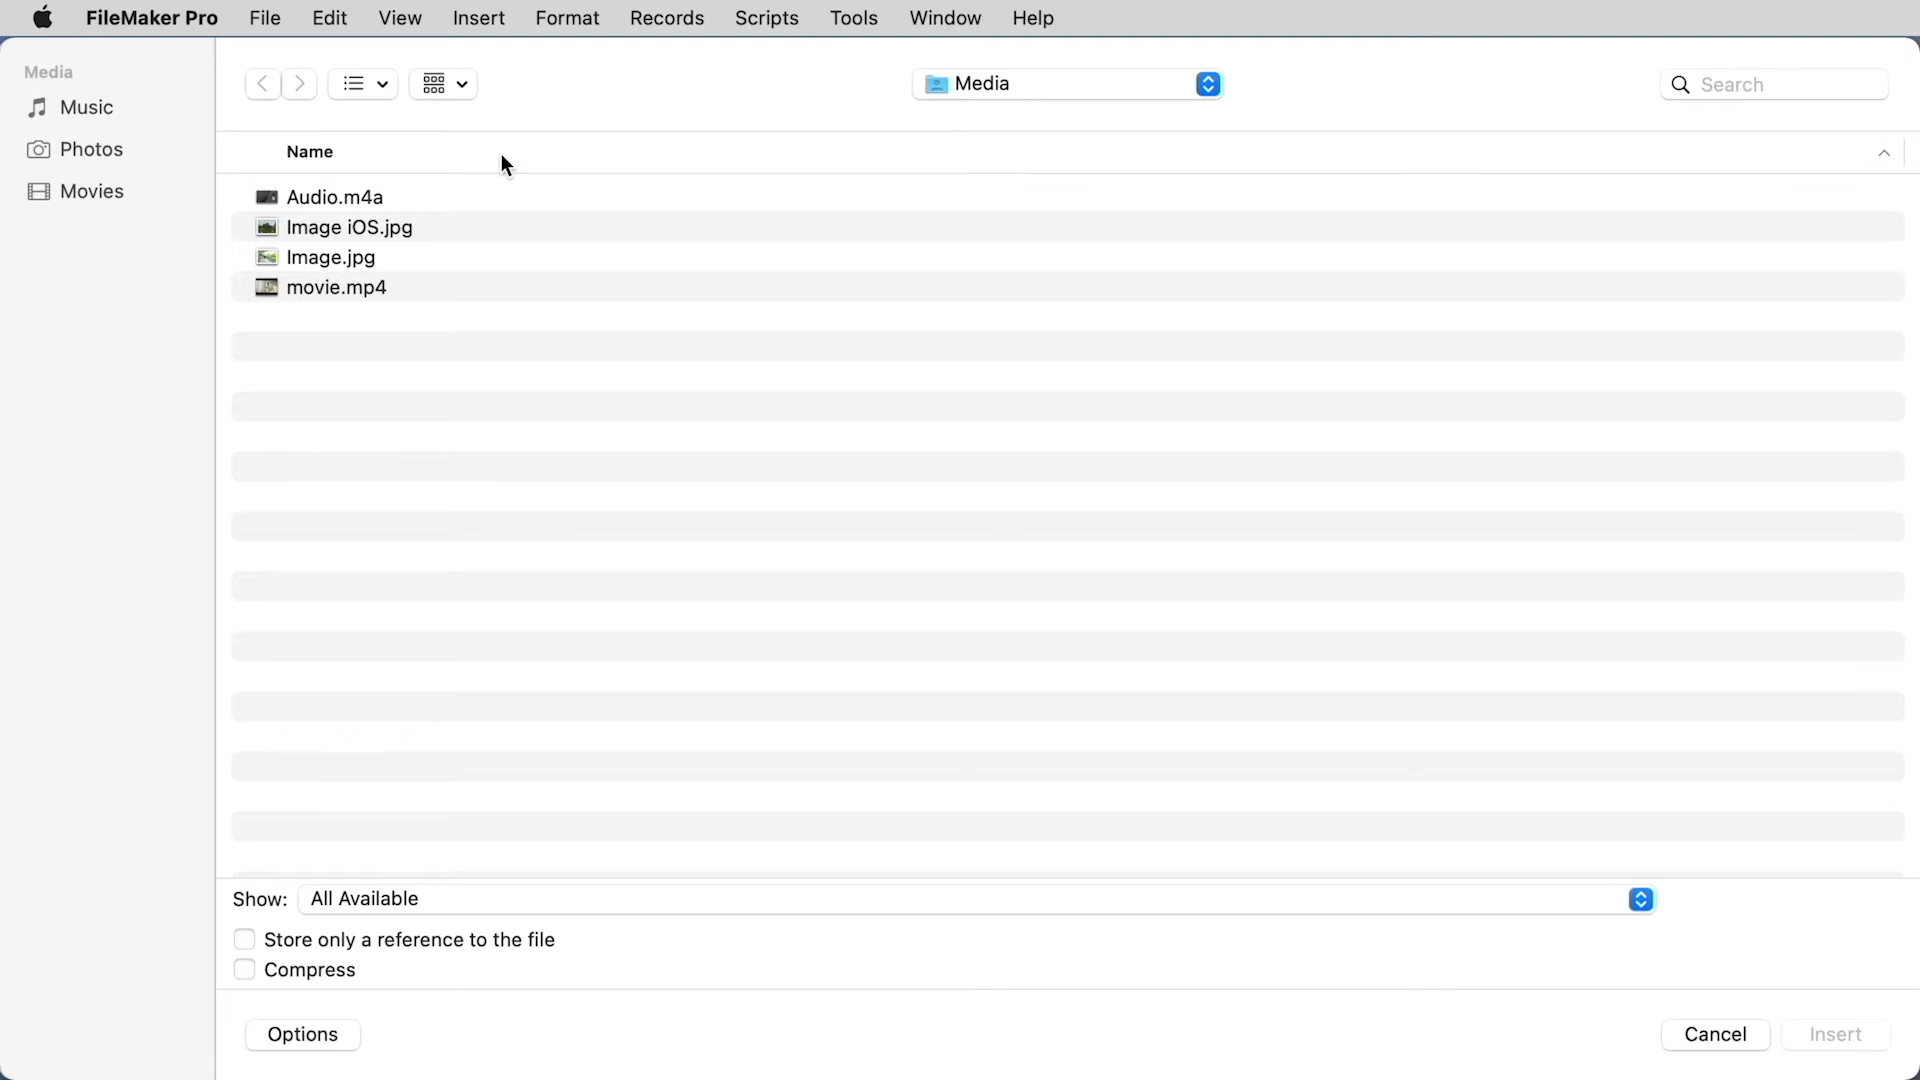 FileMaker Pro File Edit View Insert Format Records Scripts Tools Window Help
Media
Music
Photos
Movies
Media
Search
Name
Audio.m4a
Image iOS.jpg
Image.jpg
movie.mp4
Show: All Available
Store only a reference to the file
Compress
Options
Cancel
Insert